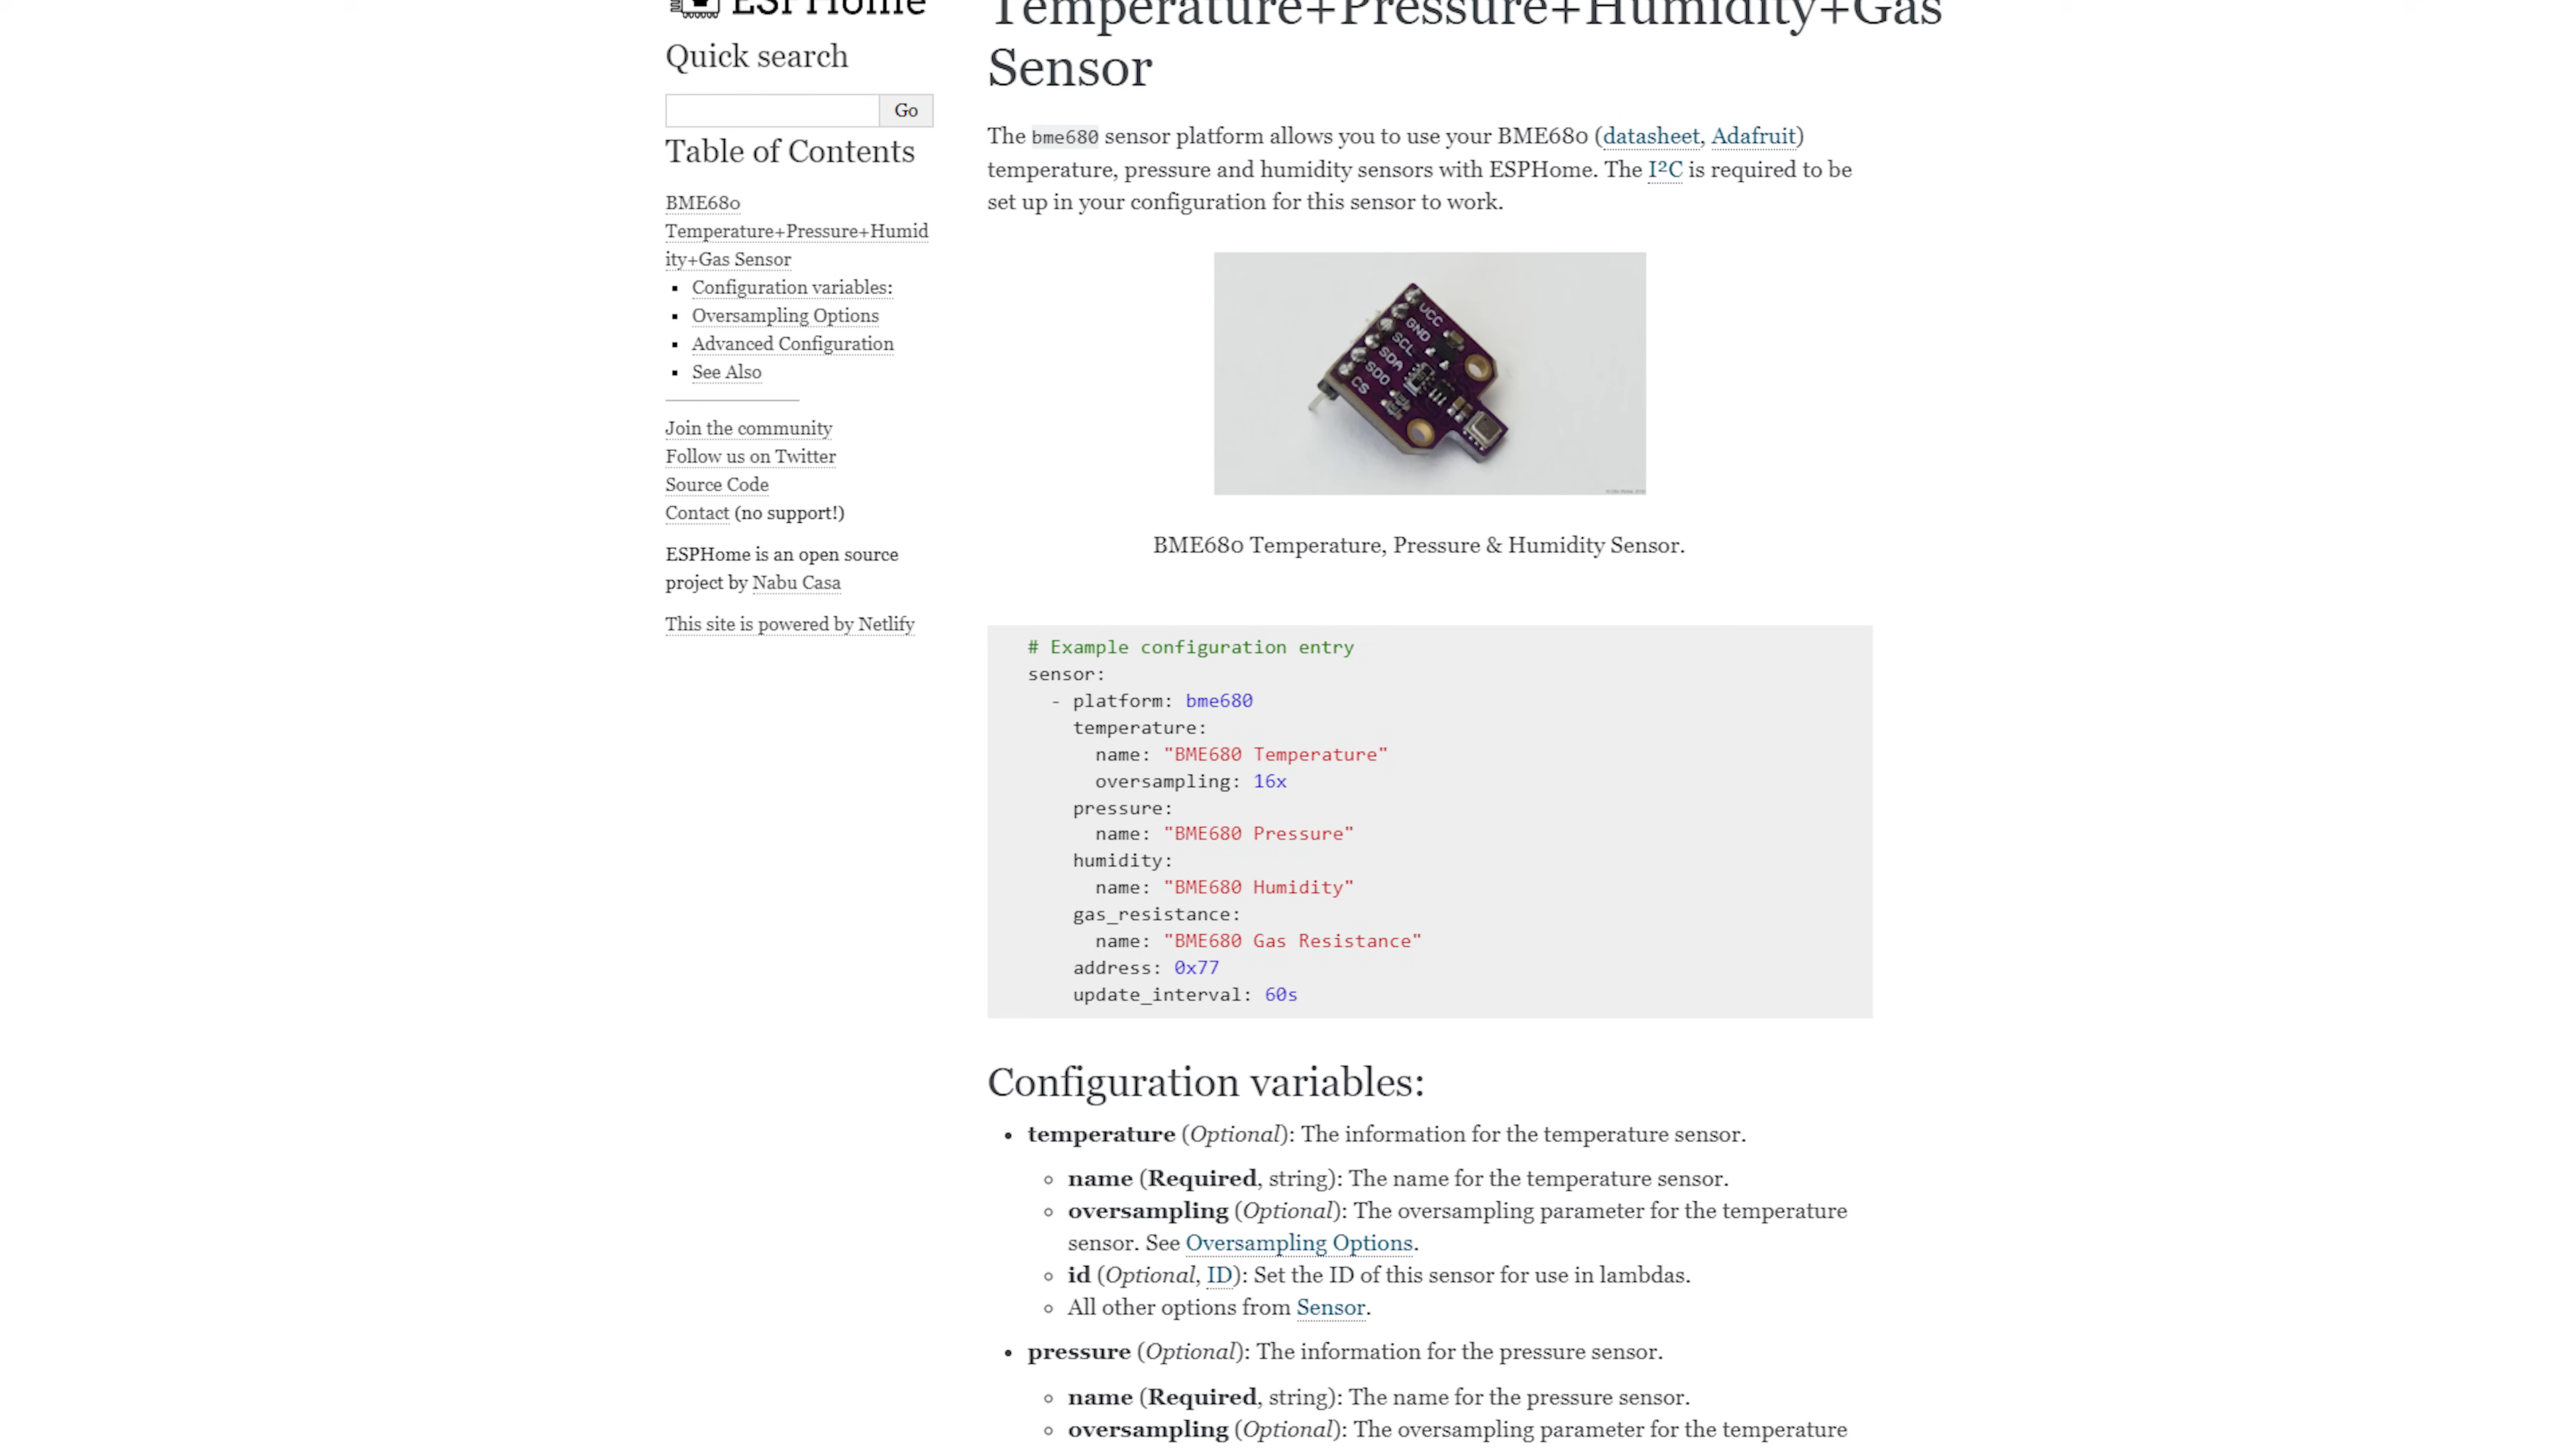 ESPHome
Quick search
Go
Table of Contents
BME680
Temperature+Pressure+Humid
ity+Gas Sensor
Configuration variables:
Oversampling Options
Advanced Configuration
See Also
Join the community
Follow us on Twitter
Source Code
Contact (no support!)
ESPHome is an open source
project by Nabu Casa
This site is powered by Netlify
Temperature+Pressure+Humidity+Gas
Sensor
The bme680 sensor platform allows you to use your BME680 (datasheet, Adafruit)
temperature, pressure and humidity sensors with ESPHome. The I²C is required to be
set up in your configuration for this sensor to work.
VCC
GND
SCL
SDA
SDO
CS
BME680 Temperature, Pressure & Humidity Sensor.
# Example configuration entry
sensor:
  - platform: bme680
    temperature:
      name: "BME680 Temperature"
      oversampling: 16x
    pressure:
      name: "BME680 Pressure"
    humidity:
      name: "BME680 Humidity"
    gas_resistance:
      name: "BME680 Gas Resistance"
    address: 0x77
    update_interval: 60s
Configuration variables:
• temperature (Optional): The information for the temperature sensor.
◦ name (Required, string): The name for the temperature sensor.
◦ oversampling (Optional): The oversampling parameter for the temperature
sensor. See Oversampling Options.
◦ id (Optional, ID): Set the ID of this sensor for use in lambdas.
◦ All other options from Sensor.
• pressure (Optional): The information for the pressure sensor.
◦ name (Required, string): The name for the pressure sensor.
◦ oversampling (Optional): The oversampling parameter for the temperature